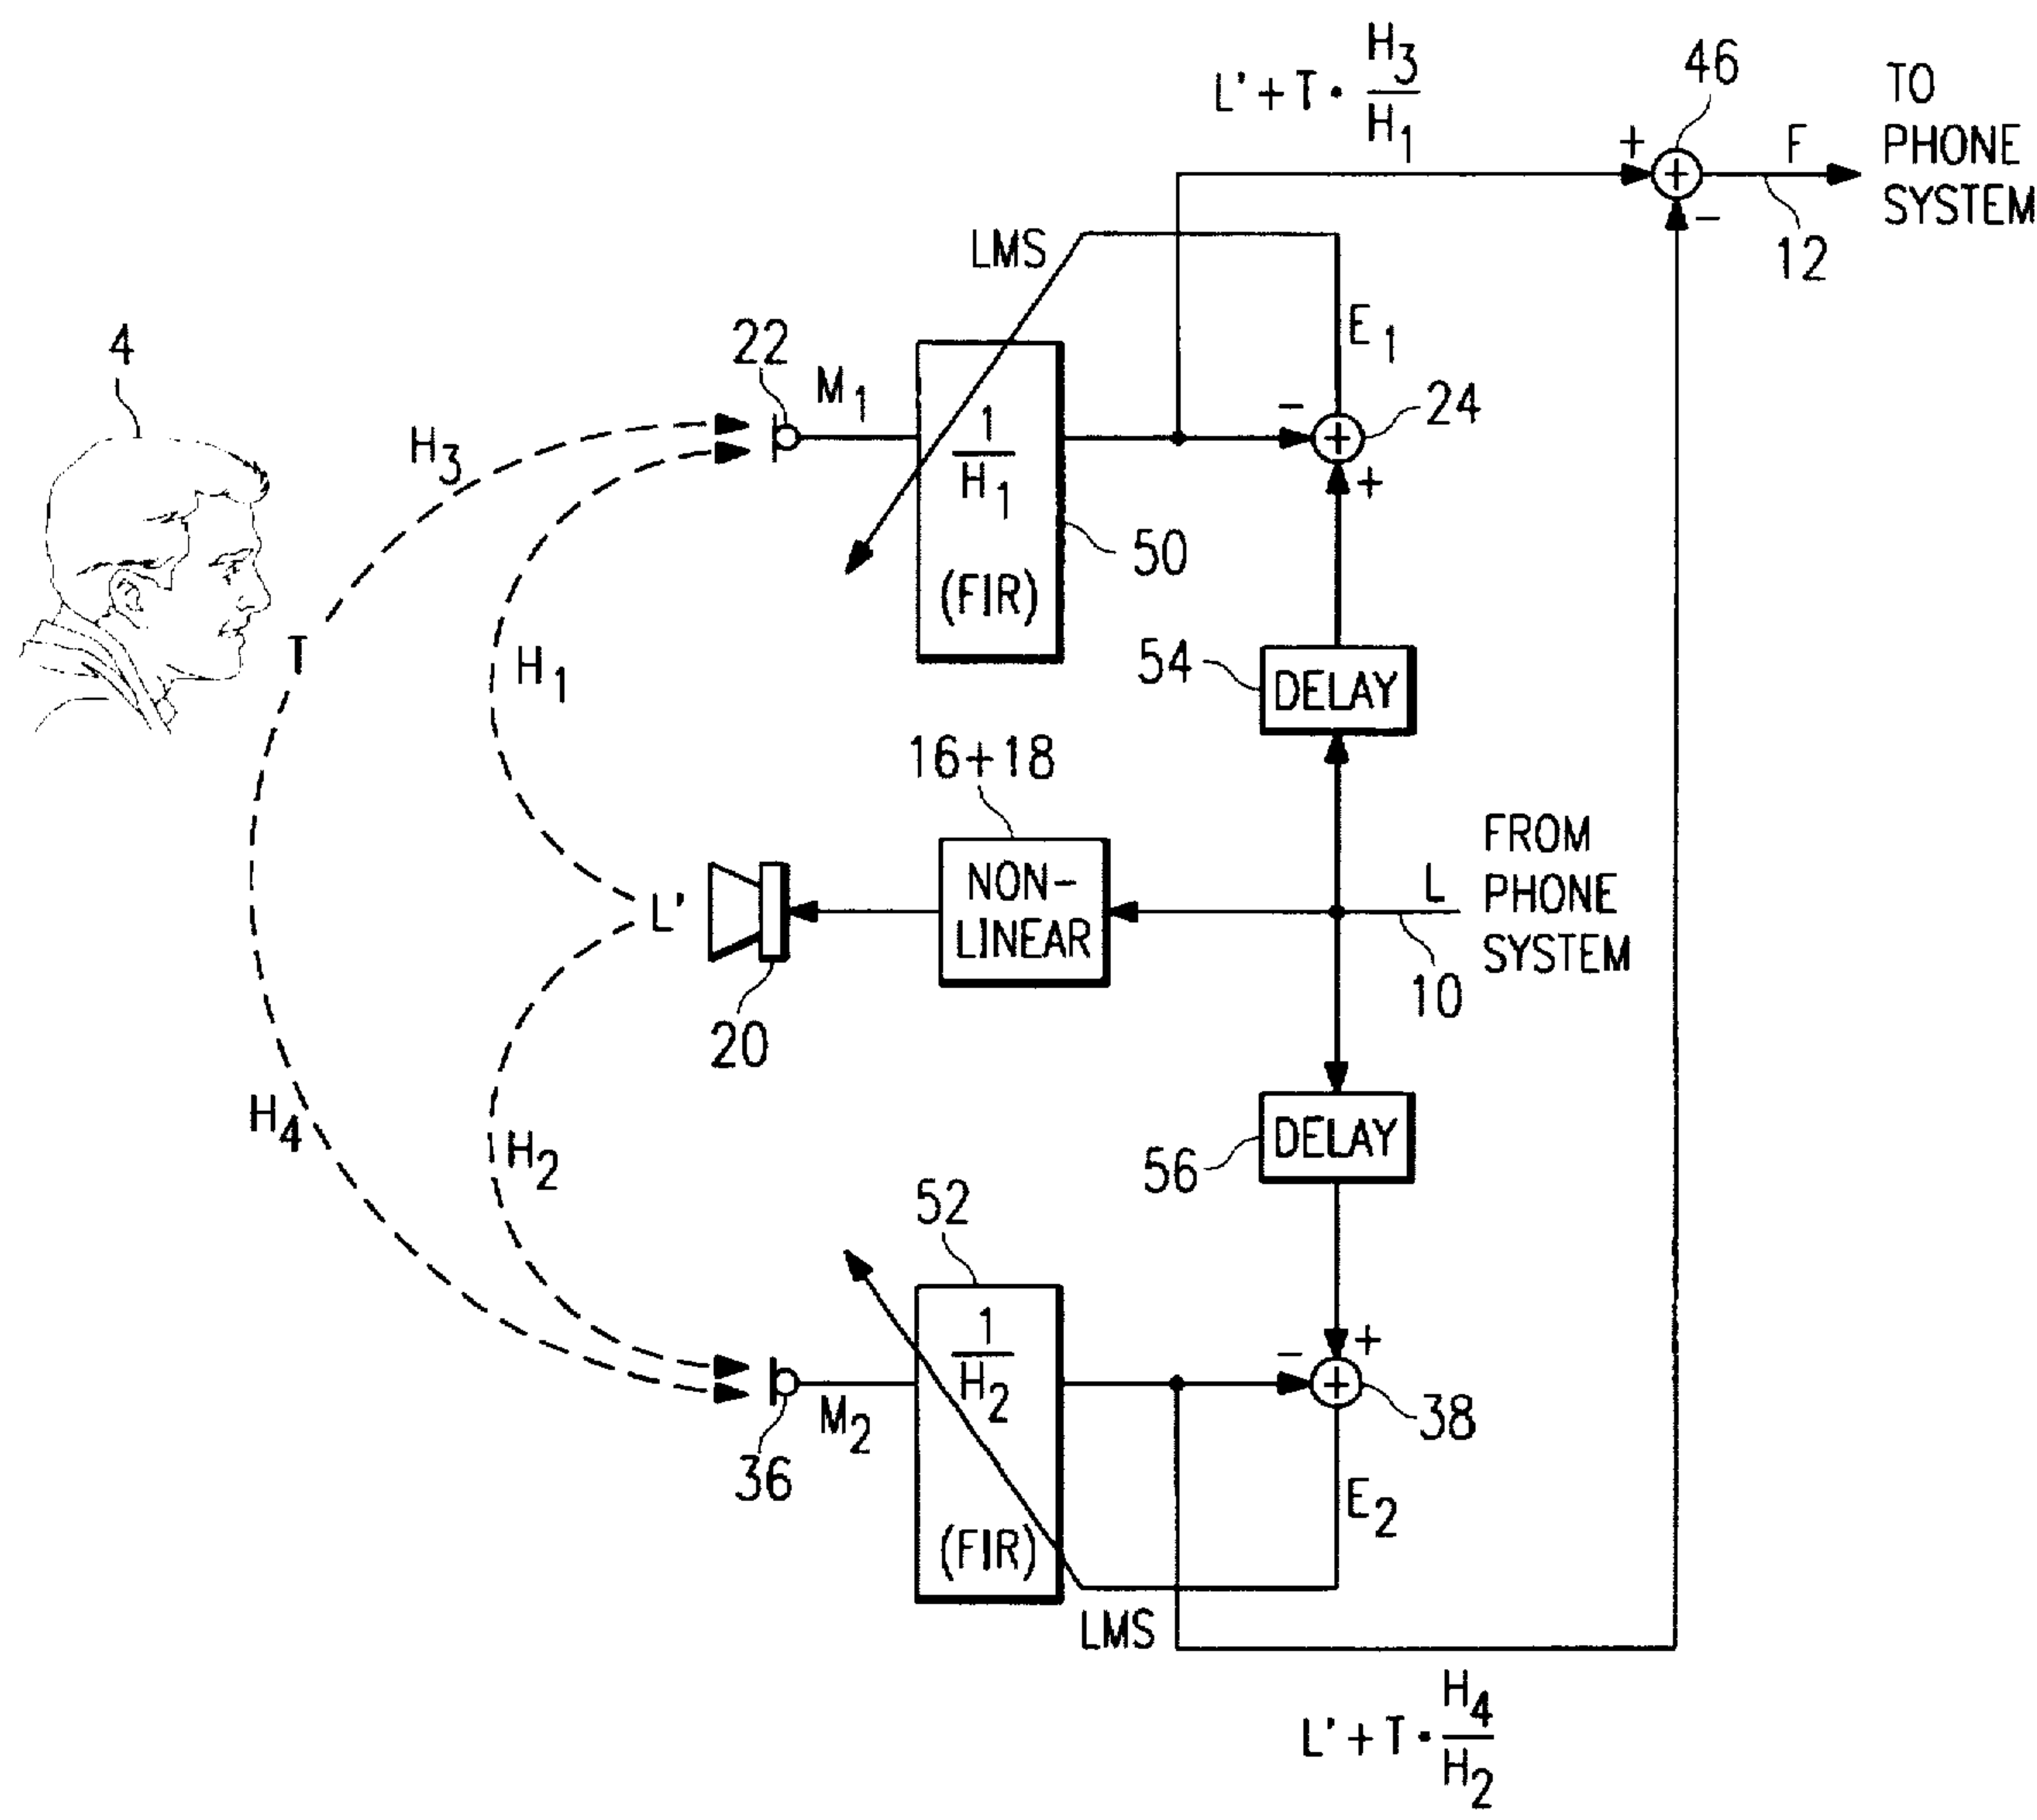 L' + T • H3/H1
46
TO
PHONE
SYSTEM
+
+
F
-
12
LMS
E1
4
22
M1
H3
-
+
24
+
1/H1
50
(FIR)
T
H1
54
DELAY
16+18
NON-
LINEAR
L'
L
FROM
PHONE
SYSTEM
10
20
H4
H2
DELAY
56
52
1/H2
- +
+
M2
38
36
E2
(FIR)
LMS
L' + T • H4/H2